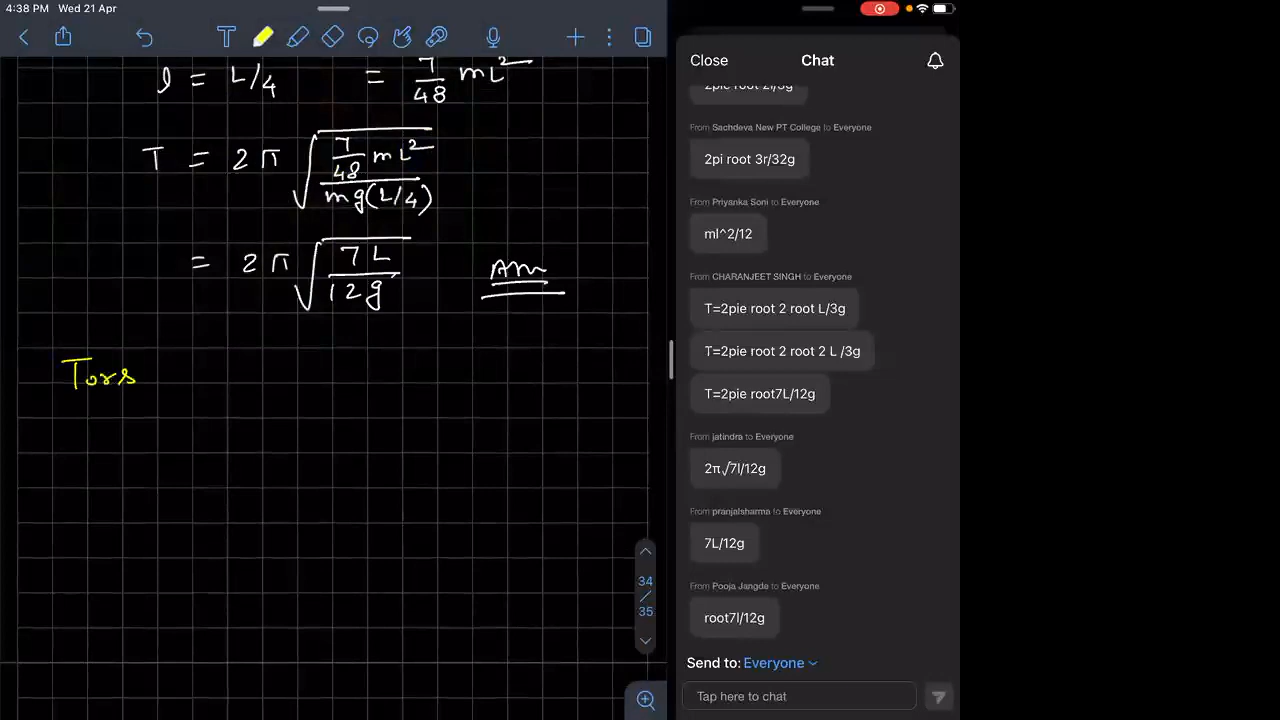 4:38 PM Wed 21 Apr
l = L/4 = 7/48 mL²
T = 2π √(7/48 mL² / mg(L/4))
= 2π √(7L/12g) Ans
Tors
34
/
35
Close Chat
From Sachdeva New PT College to Everyone
2pi root 3r/32g
From Priyanka Soni to Everyone
ml^2/12
From CHARANJEET SINGH to Everyone
T=2pie root 2 root L/3g
T=2pie root 2 root 2 L /3g
T=2pie root7L/12g
From jatindra to Everyone
2π√7l/12g
From pranjalsharma to Everyone
7L/12g
From Pooja Jangde to Everyone
root7l/12g
Send to: Everyone
Tap here to chat